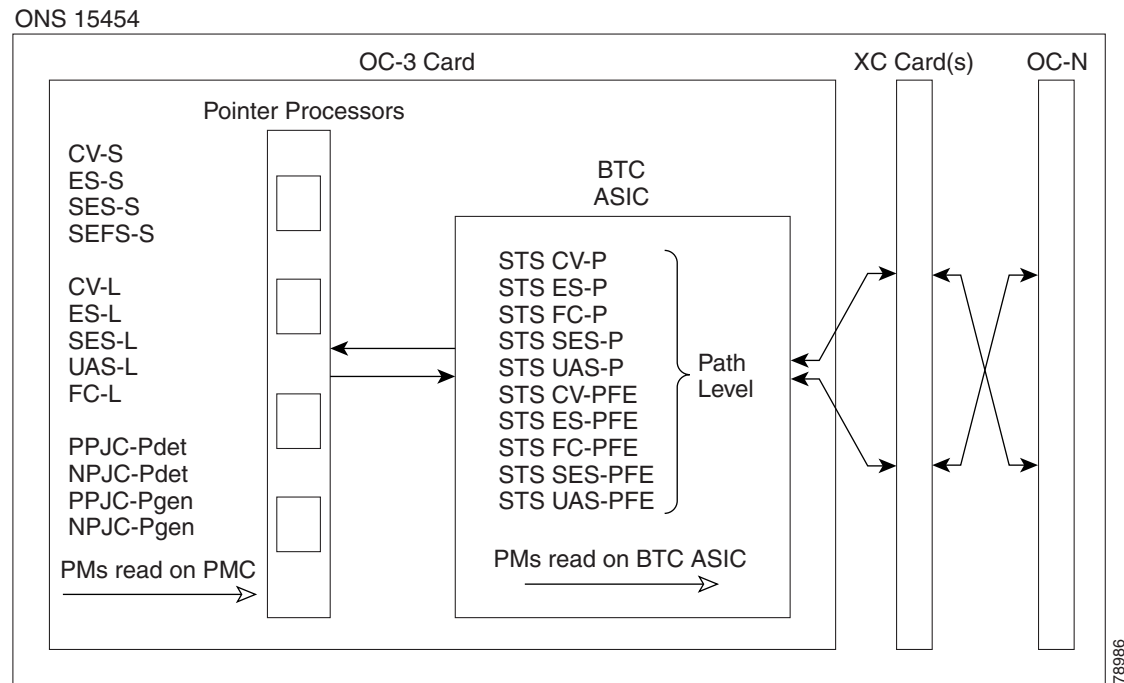 ONS 15454
OC-3 Card
XC Card(s)
OC-N
Pointer Processors
CV-S
ES-S
SES-S
SEFS-S
CV-L
ES-L
SES-L
UAS-L
FC-L
PPJC-Pdet
NPJC-Pdet
PPJC-Pgen
NPJC-Pgen
PMs read on PMC
BTC
ASIC
STS CV-P
STS ES-P
STS FC-P
STS SES-P
STS UAS-P
STS CV-PFE
STS ES-PFE
STS FC-PFE
STS SES-PFE
STS UAS-PFE
Path
Level
PMs read on BTC ASIC
78986